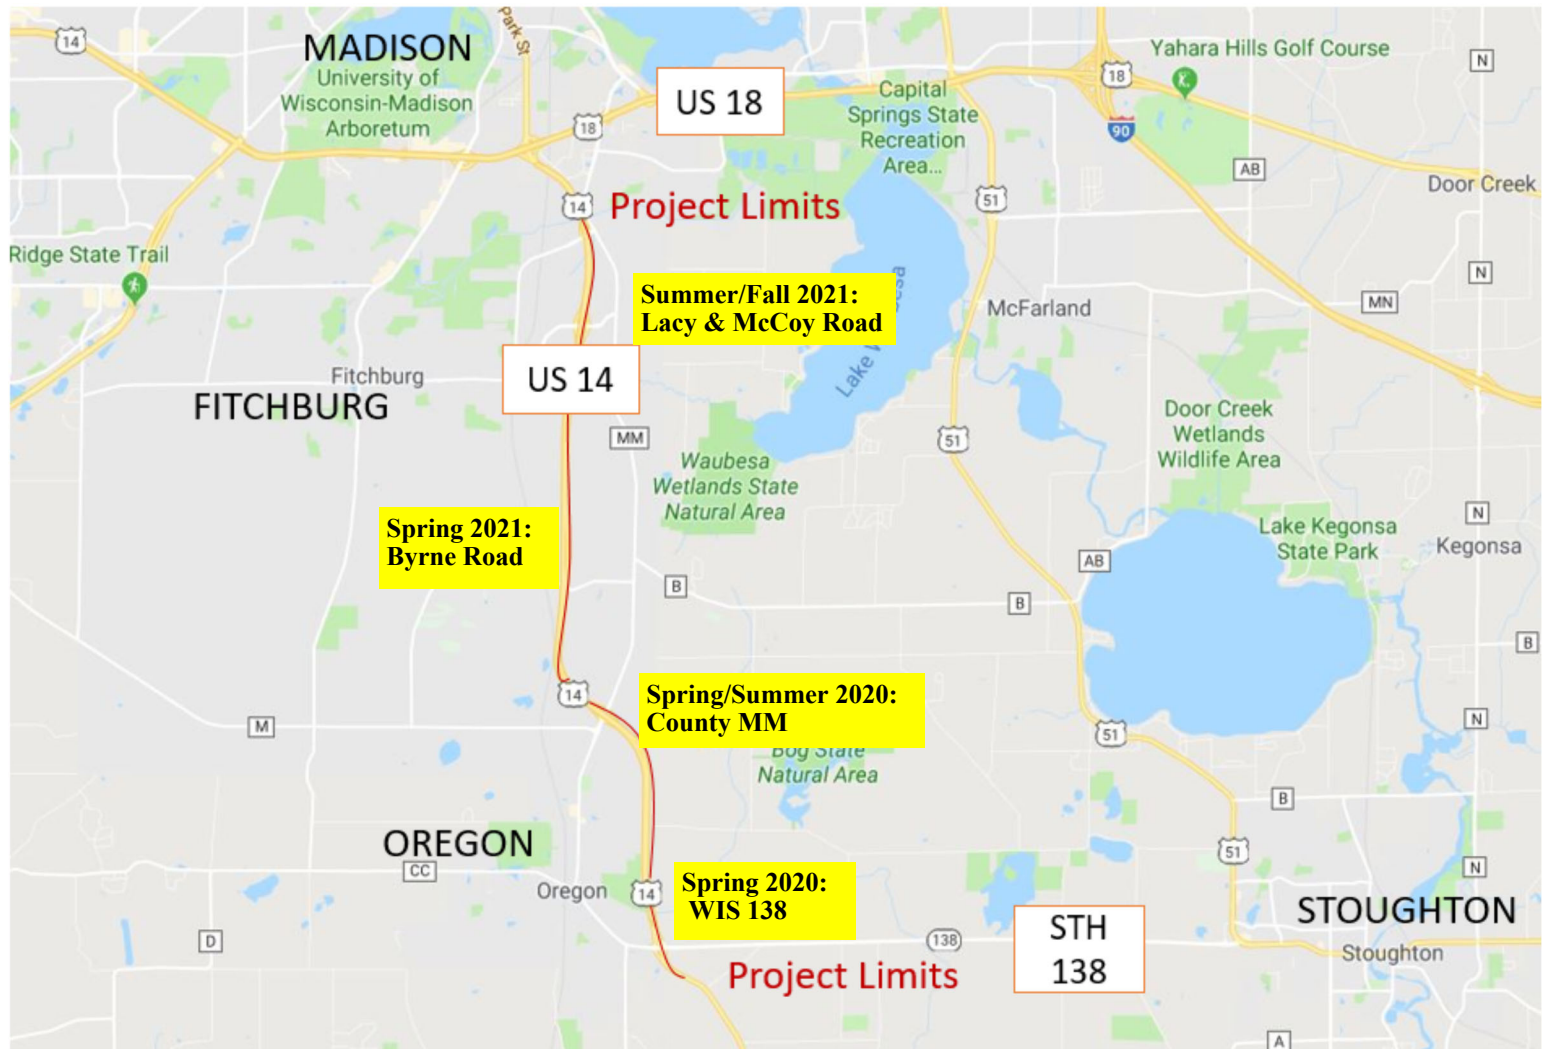 14
MADISON
University of
Wisconsin-Madison
Arboretum
Park St
US 18
18
Capital
Springs State
Recreation
Area...
18
90
Yahara Hills Golf Course
N
AB
Door Creek
51
14
Project Limits
Ridge State Trail
N
MN
McFarland
Summer/Fall 2021:
Lacy & McCoy Road
Lake
US 14
Fitchburg
FITCHBURG
MM
51
Door Creek
Wetlands
Wildlife Area
Waubesa
Wetlands State
Natural Area
Spring 2021:
Byrne Road
Lake Kegonsa
State Park
N
Kegonsa
AB
B
B
B
14
Spring/Summer 2020:
County MM
M
51
N
Bog State
Natural Area
B
OREGON
CC
Oregon
14
Spring 2020:
WIS 138
51
N
STOUGHTON
Stoughton
D
138
STH
138
Project Limits
A